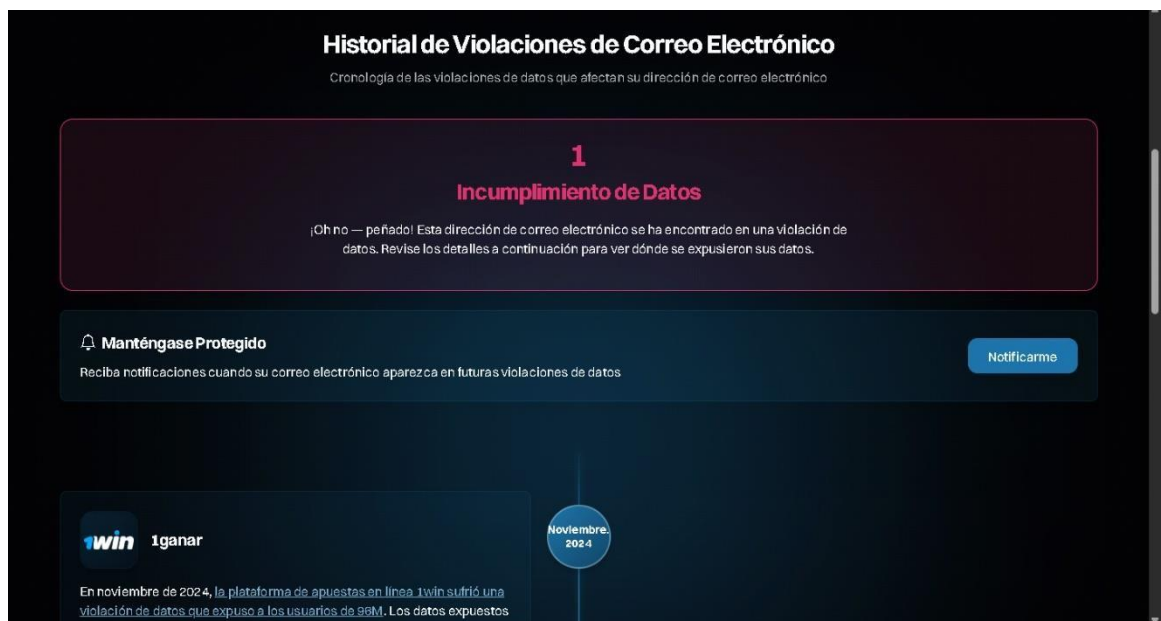 Historial de Violaciones de Correo Electrónico
Cronología de las violaciones de datos que afectan su dirección de correo electrónico
1
Incumplimiento de Datos
¡Oh no — peñado! Esta dirección de correo electrónico se ha encontrado en una violación de
datos. Revise los detalles a continuación para ver dónde se expusieron sus datos.
Manténgase Protegido
Reciba notificaciones cuando su correo electrónico aparezca en futuras violaciones de datos
Notificarme
Noviembre.
2024
1win
1ganar
En noviembre de 2024, la plataforma de apuestas en línea 1win sufrió una
violación de datos que expuso a los usuarios de 96M. Los datos expuestos